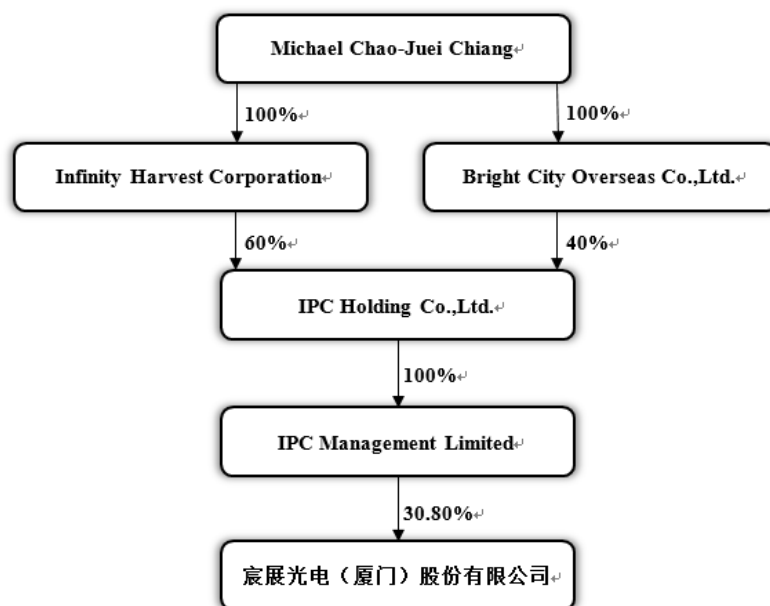 Michael Chao-Juei Chiang↵
100%↵ 100%↵
Infinity Harvest Corporation↵ Bright City Overseas Co.,Ltd.↵
60%↵ 40%↵
IPC Holding Co.,Ltd.↵
100%↵
IPC Management Limited↵
30.80%↵
宸展光电（厦门）股份有限公司↵